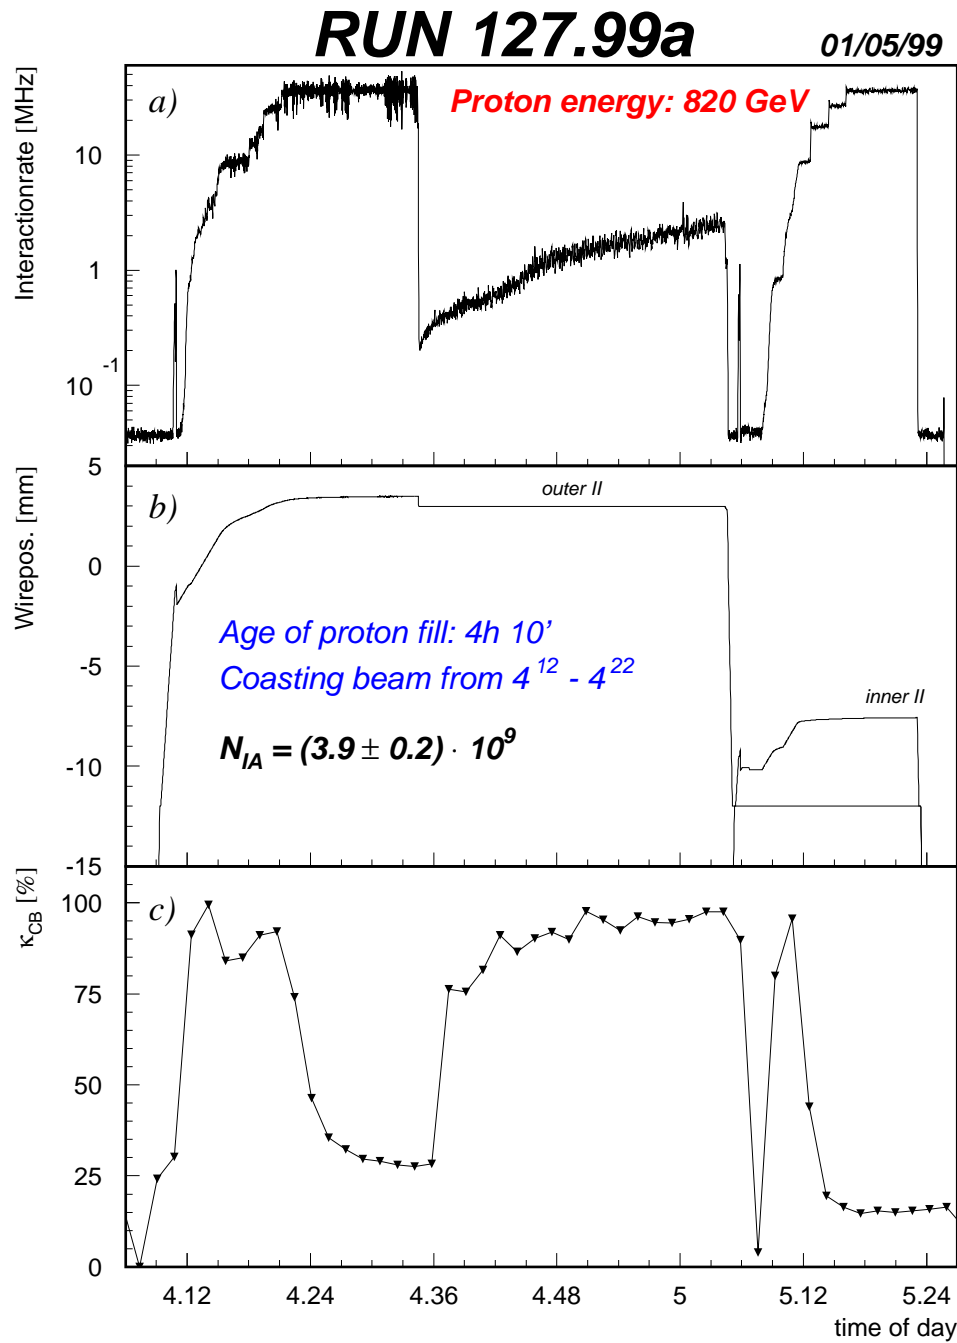 RUN 127.99a
01/05/99
a)
Proton energy: 820 GeV
Interactionrate [MHz]
10
1
10 -1
b)
outer II
Wirepos. [mm]
5
0
-5
-10
-15
Age of proton fill: 4h 10’
Coasting beam from 4 12 - 4 22
inner II
N IA = (3.9 ± 0.2) · 10 9
c)
κ CB [%]
100
75
50
25
0
4.12 4.24 4.36 4.48 5 5.12 5.24
time of day